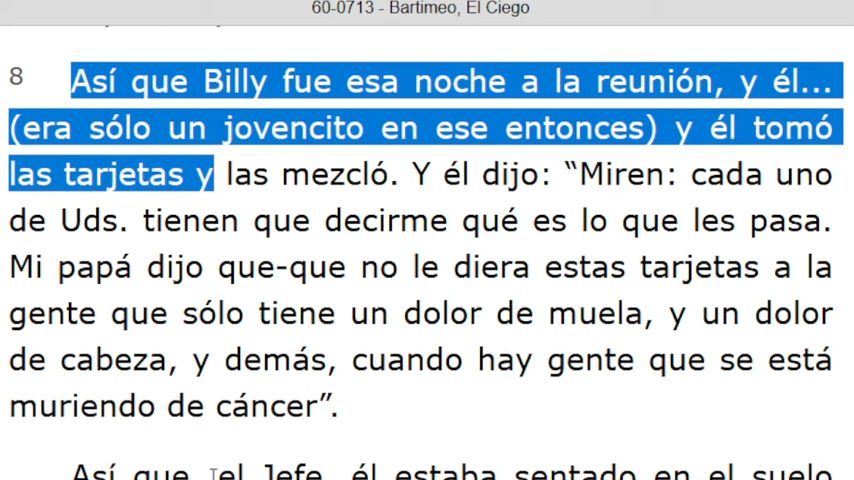 60-0713 - Bartimeo, El Ciego
8 Así que Billy fue esa noche a la reunión, y él...
(era sólo un jovencito en ese entonces) y él tomó
las tarjetas y las mezcló. Y él dijo: “Miren: cada uno
de Uds. tienen que decirme qué es lo que les pasa.
Mi papá dijo que-que no le diera estas tarjetas a la
gente que sólo tiene un dolor de muela, y un dolor
de cabeza, y demás, cuando hay gente que se está
muriendo de cáncer”.
Así que el Jefe, él estaba sentado en el suelo